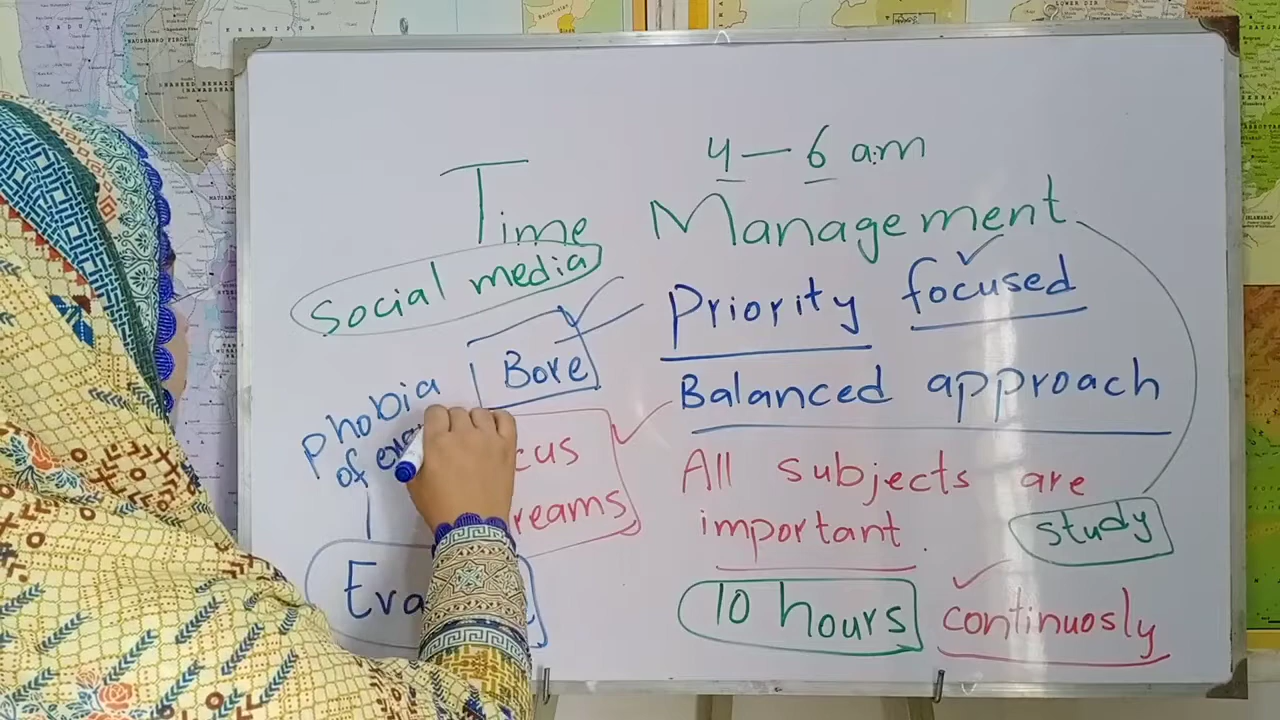 4 — 6 am
Time Management
Social media
Priority focused
Bore
Balanced approach
phobia
of
All subjects are
important.
study
10 hours
continuosly